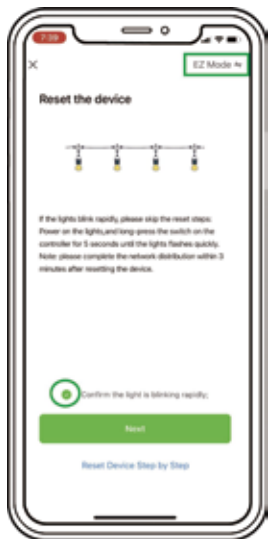 7:39
EZ Mode ⇋
Reset the device
If the lights blink rapidly, please skip the reset steps:
Power on the lights,and long-press the switch on the
controller for 5 seconds until the lights flashes quickly.
Note: please complete the network distribution within 3
minutes after resetting the device.
Confirm the light is blinking rapidly;
Next
Reset Device Step by Step